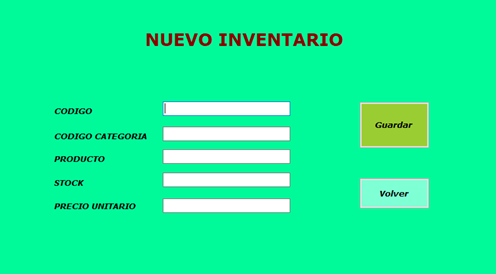 NUEVO INVENTARIO
CODIGO
CODIGO CATEGORIA
PRODUCTO
STOCK
PRECIO UNITARIO
Guardar
Volver